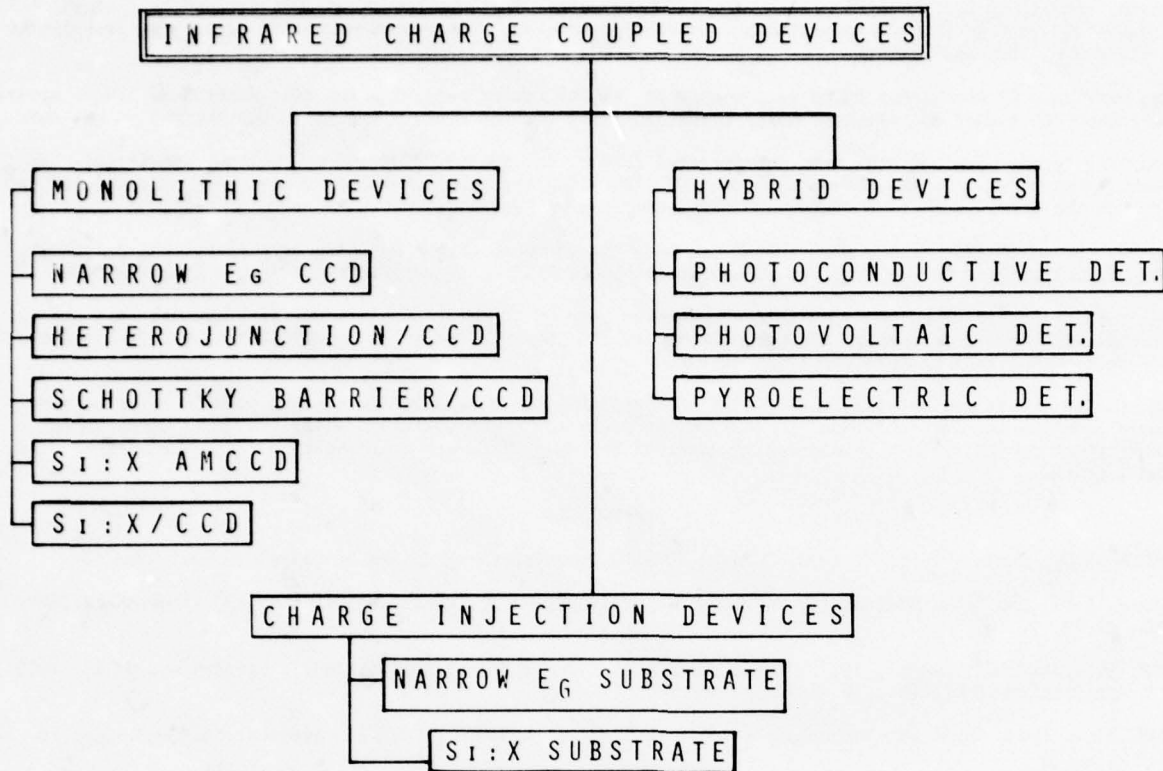 INFRARED CHARGE COUPLED DEVICES
MONOLITHIC DEVICES
NARROW EG CCD
HETEROJUNCTION/CCD
SCHOTTKY BARRIER/CCD
SI:X AMCCD
SI:X/CCD
HYBRID DEVICES
PHOTOCONDUCTIVE DET.
PHOTOVOLTAIC DET.
PYROELECTRIC DET.
CHARGE INJECTION DEVICES
NARROW EG SUBSTRATE
SI:X SUBSTRATE